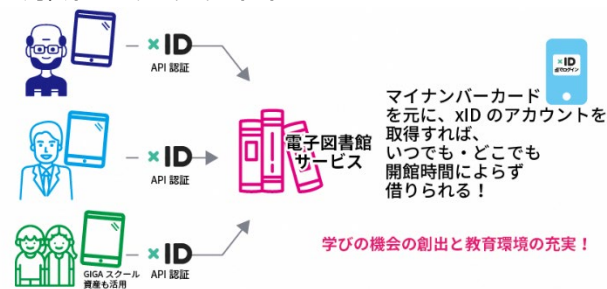 ×ID
API 認証
×ID
API 認証
×ID
API 認証
GIGA スクール
資産も活用
電子図書館
サービス
×ID
マイナンバーカード
を元に、xID のアカウントを
取得すれば、
いつでも・どこでも
開館時間によらず
借りられる！
学びの機会の創出と教育環境の充実！